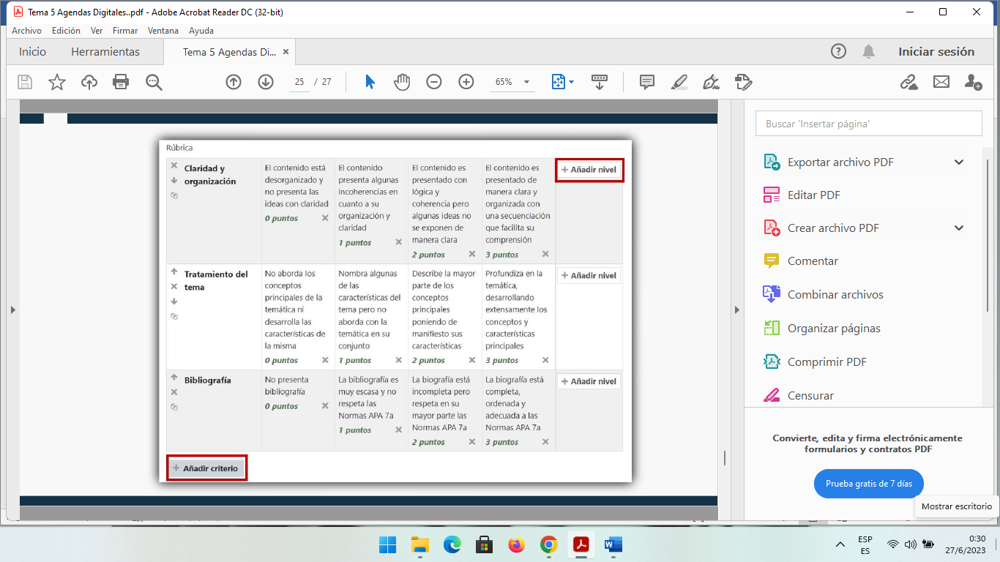 Tema 5 Agendas Digitales..pdf - Adobe Acrobat Reader DC (32-bit)
Archivo Edición Ver Firmar Ventana Ayuda
Inicio Herramientas Tema 5 Agendas Di... × Iniciar sesión
25 / 27 65%
Rúbrica
Claridad y
organización
El contenido está
desorganizado y
no presenta las
ideas con claridad
0 puntos
El contenido
presenta algunas
incoherencias en
cuanto a su
organización y
claridad
1 puntos
El contenido es
presentado con
lógica y
coherencia pero
algunas ideas no
se exponen de
manera clara
2 puntos
El contenido es
presentado de
manera clara y
organizada con
una secuenciación
que facilita su
comprensión
3 puntos
+ Añadir nivel
Tratamiento del
tema
No aborda los
conceptos
principales de la
temática ni
desarrolla las
características de
la misma
0 puntos
Nombra algunas
de las
características del
tema pero no
aborda con la
temática en su
conjunto
1 puntos
Describe la mayor
parte de los
conceptos
principales
poniendo de
manifiesto sus
características
2 puntos
Profundiza en la
temática,
desarrollando
extensamente los
conceptos y
características
principales
3 puntos
+ Añadir nivel
Bibliografía
No presenta
bibliografía
0 puntos
La bibliografía es
muy escasa y no
respeta las
Normas APA 7a
1 puntos
La biografía está
incompleta pero
respeta en su
mayor parte las
Normas APA 7a
2 puntos
La biografía está
completa,
ordenada y
adecuada a las
Normas APA 7a
3 puntos
+ Añadir nivel
+ Añadir criterio
Buscar 'Insertar página'
Exportar archivo PDF
Editar PDF
Crear archivo PDF
Comentar
Combinar archivos
Organizar páginas
Comprimir PDF
Censurar
Convierte, edita y firma electrónicamente
formularios y contratos PDF
Prueba gratis de 7 días
Mostrar escritorio
ESP
ES
0:30
27/6/2023